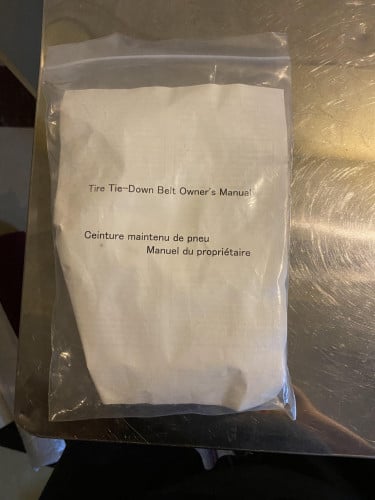 Tire Tie-Down Belt Owner's Manual
Ceinture maintenu de pneu
Manuel du propriétaire